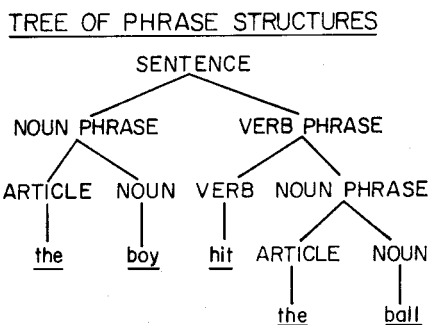 TREE OF PHRASE STRUCTURES
SENTENCE
NOUN PHRASE VERB PHRASE
ARTICLE NOUN VERB NOUN PHRASE
the boy hit ARTICLE NOUN
the ball